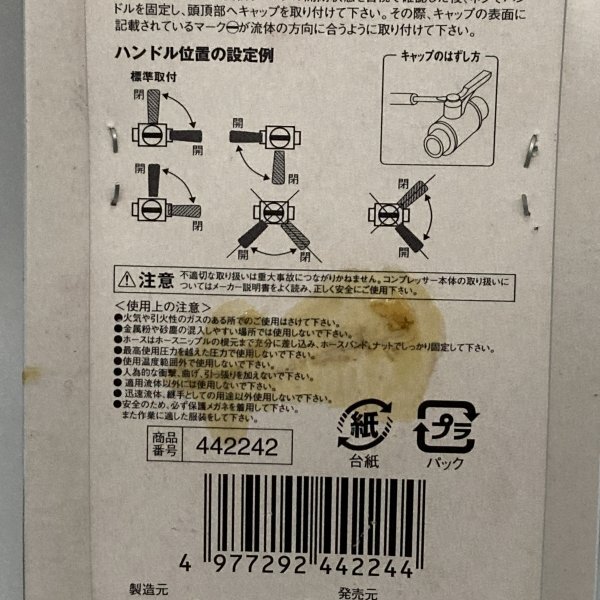 ドルを固定し、頭頂部へキャップを取り付けて下さい。その際、キャップの表面に
記載されているマーク⊖が流体の方向に合うように取り付けて下さい。
ハンドル位置の設定例
標準取付
閉
開
開
閉
開
閉
開
閉
閉
開
キャップのはずし方
注意
不適切な取り扱いは重大事故につながりかねません。コンプレッサー本体の取り扱いに
ついてはメーカー説明書をよく読み、正しく安全にご使用下さい。
<使用上の注意>
●火気や引火性のガスのある所でのご使用はさけて下さい。
●金属粉や砂塵の混入しやすい場所では使用しないで下さい。
●ホースはホースニップルの根元まで充分に差し込み、ホースバンド、ナットでしっかり固定して下さい。
●最高使用圧力を越えた圧力で使用しないで下さい。
●使用温度範囲外で使用しないで下さい。
●人為的な衝撃、曲げ、引っ張りを加えないで下さい。
●適用流体以外には使用しないで下さい。
●迅速流体、継手としての用途以外使用しないで下さい。
●安全のため、必ず保護メガネを着用して下さい。
また作業に適した服装をして下さい。
商品番号 442242
紙
台紙
プラ
パック
4 977292 442244
製造元
発売元